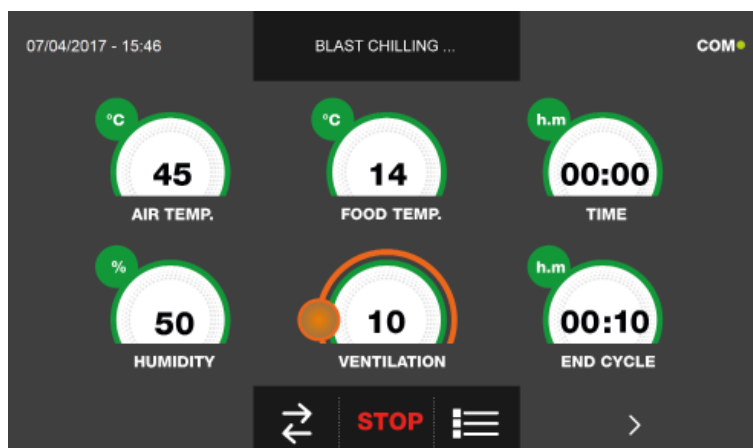 07/04/2017 - 15:46
BLAST CHILLING ...
COM
°C
45
AIR TEMP.
°C
14
FOOD TEMP.
h.m
00:00
TIME
%
50
HUMIDITY
10
VENTILATION
h.m
00:10
END CYCLE
STOP